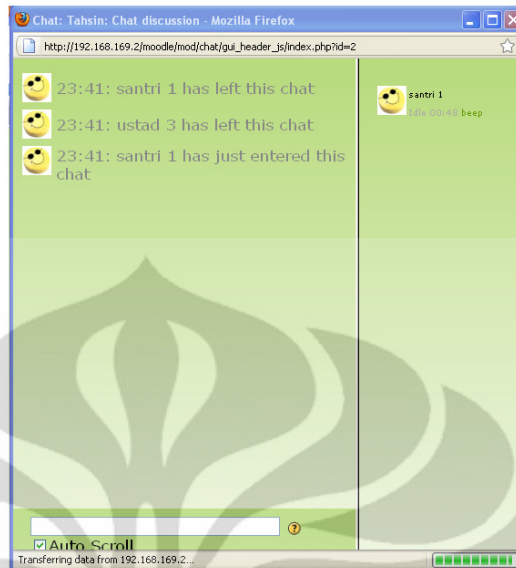 Chat: Tahsin: Chat discussion - Mozilla Firefox
http://192.168.169.2/moodle/mod/chat/gui_header_js/index.php?id=2
23:41: santri 1 has left this chat
23:41: ustad 3 has left this chat
23:41: santri 1 has just entered this
chat
santri 1
Idle 00:48 beep
?
Auto Scroll
Transferring data from 192.168.169.2...